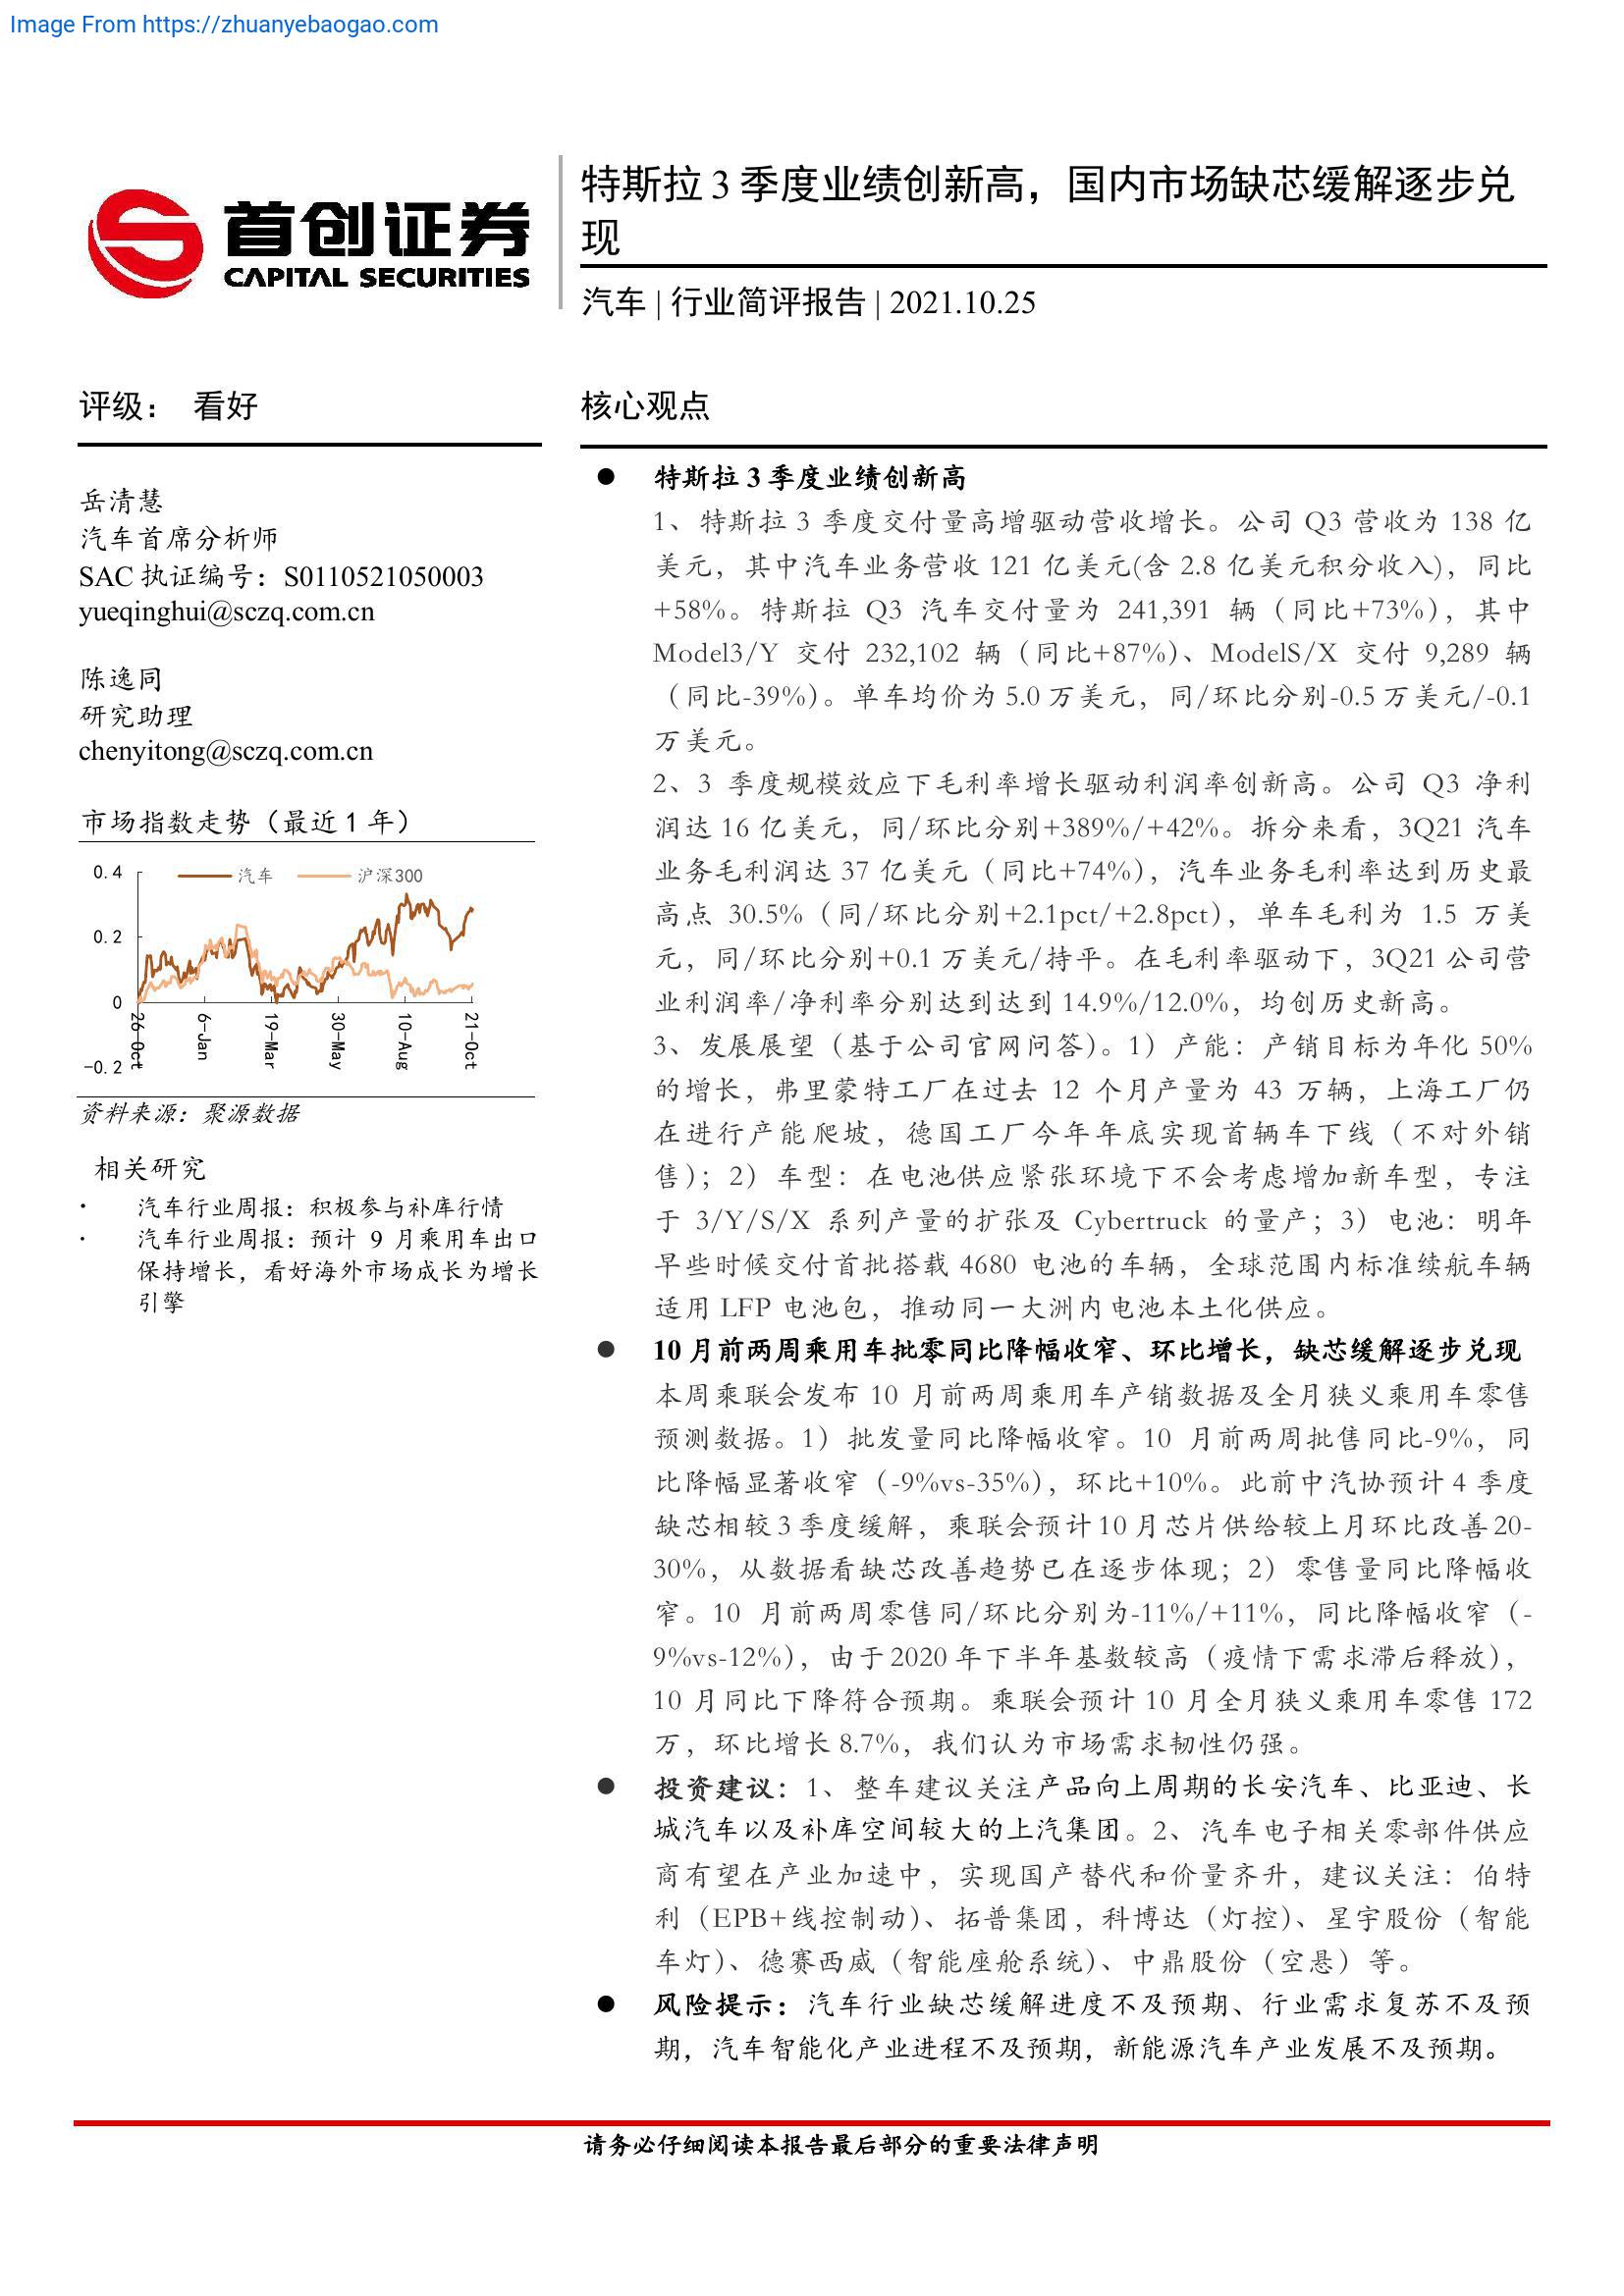 Image From https://zhuanyebaogao.com
首创证券
CAPITAL SECURITIES
特斯拉 3 季度业绩创新高，国内市场缺芯缓解逐步兑
现
汽车 | 行业简评报告 | 2021.10.25
评级： 看好
岳清慧
汽车首席分析师
SAC 执证编号：S0110521050003
yueqinghui@sczq.com.cn
陈逸同
研究助理
chenyitong@sczq.com.cn
市场指数走势（最近 1 年）
汽车 沪深300
0.4
0.2
0
-0.2
26-Oct 6-Jan 19-Mar 30-May 10-Aug 21-Oct
资料来源：聚源数据
相关研究
· 汽车行业周报：积极参与补库行情
· 汽车行业周报：预计 9 月乘用车出口
保持增长，看好海外市场成长为增长
引擎
核心观点
● 特斯拉 3 季度业绩创新高
1、特斯拉 3 季度交付量高增驱动营收增长。公司 Q3 营收为 138 亿
美元，其中汽车业务营收 121 亿美元(含 2.8 亿美元积分收入)，同比
+58%。特斯拉 Q3 汽车交付量为 241,391 辆（同比+73%），其中
Model3/Y 交付 232,102 辆（同比+87%）、ModelS/X 交付 9,289 辆
（同比-39%）。单车均价为 5.0 万美元，同/环比分别-0.5 万美元/-0.1
万美元。
2、3 季度规模效应下毛利率增长驱动利润率创新高。公司 Q3 净利
润达 16 亿美元，同/环比分别+389%/+42%。拆分来看，3Q21 汽车
业务毛利润达 37 亿美元（同比+74%），汽车业务毛利率达到历史最
高点 30.5%（同/环比分别+2.1pct/+2.8pct），单车毛利为 1.5 万美
元，同/环比分别+0.1 万美元/持平。在毛利率驱动下，3Q21 公司营
业利润率/净利率分别达到达到 14.9%/12.0%，均创历史新高。
3、发展展望（基于公司官网问答）。1）产能：产销目标为年化 50%
的增长，弗里蒙特工厂在过去 12 个月产量为 43 万辆，上海工厂仍
在进行产能爬坡，德国工厂今年年底实现首辆车下线（不对外销
售）；2）车型：在电池供应紧张环境下不会考虑增加新车型，专注
于 3/Y/S/X 系列产量的扩张及 Cybertruck 的量产；3）电池：明年
早些时候交付首批搭载 4680 电池的车辆，全球范围内标准续航车辆
适用 LFP 电池包，推动同一大洲内电池本土化供应。
● 10 月前两周乘用车批零同比降幅收窄、环比增长，缺芯缓解逐步兑现
本周乘联会发布 10 月前两周乘用车产销数据及全月狭义乘用车零售
预测数据。1）批发量同比降幅收窄。10 月前两周批售同比-9%，同
比降幅显著收窄（-9%vs-35%），环比+10%。此前中汽协预计 4 季度
缺芯相较 3 季度缓解，乘联会预计 10 月芯片供给较上月环比改善 20-
30%，从数据看缺芯改善趋势已在逐步体现；2）零售量同比降幅收
窄。10 月前两周零售同/环比分别为-11%/+11%，同比降幅收窄（-
9%vs-12%），由于 2020 年下半年基数较高（疫情下需求滞后释放），
10 月同比下降符合预期。乘联会预计 10 月全月狭义乘用车零售 172
万，环比增长 8.7%，我们认为市场需求韧性仍强。
● 投资建议：1、整车建议关注产品向上周期的长安汽车、比亚迪、长
城汽车以及补库空间较大的上汽集团。2、汽车电子相关零部件供应
商有望在产业加速中，实现国产替代和价量齐升，建议关注：伯特
利（EPB+线控制动）、拓普集团，科博达（灯控）、星宇股份（智能
车灯）、德赛西威（智能座舱系统）、中鼎股份（空悬）等。
● 风险提示：汽车行业缺芯缓解进度不及预期、行业需求复苏不及预
期，汽车智能化产业进程不及预期，新能源汽车产业发展不及预期。
请务必仔细阅读本报告最后部分的重要法律声明